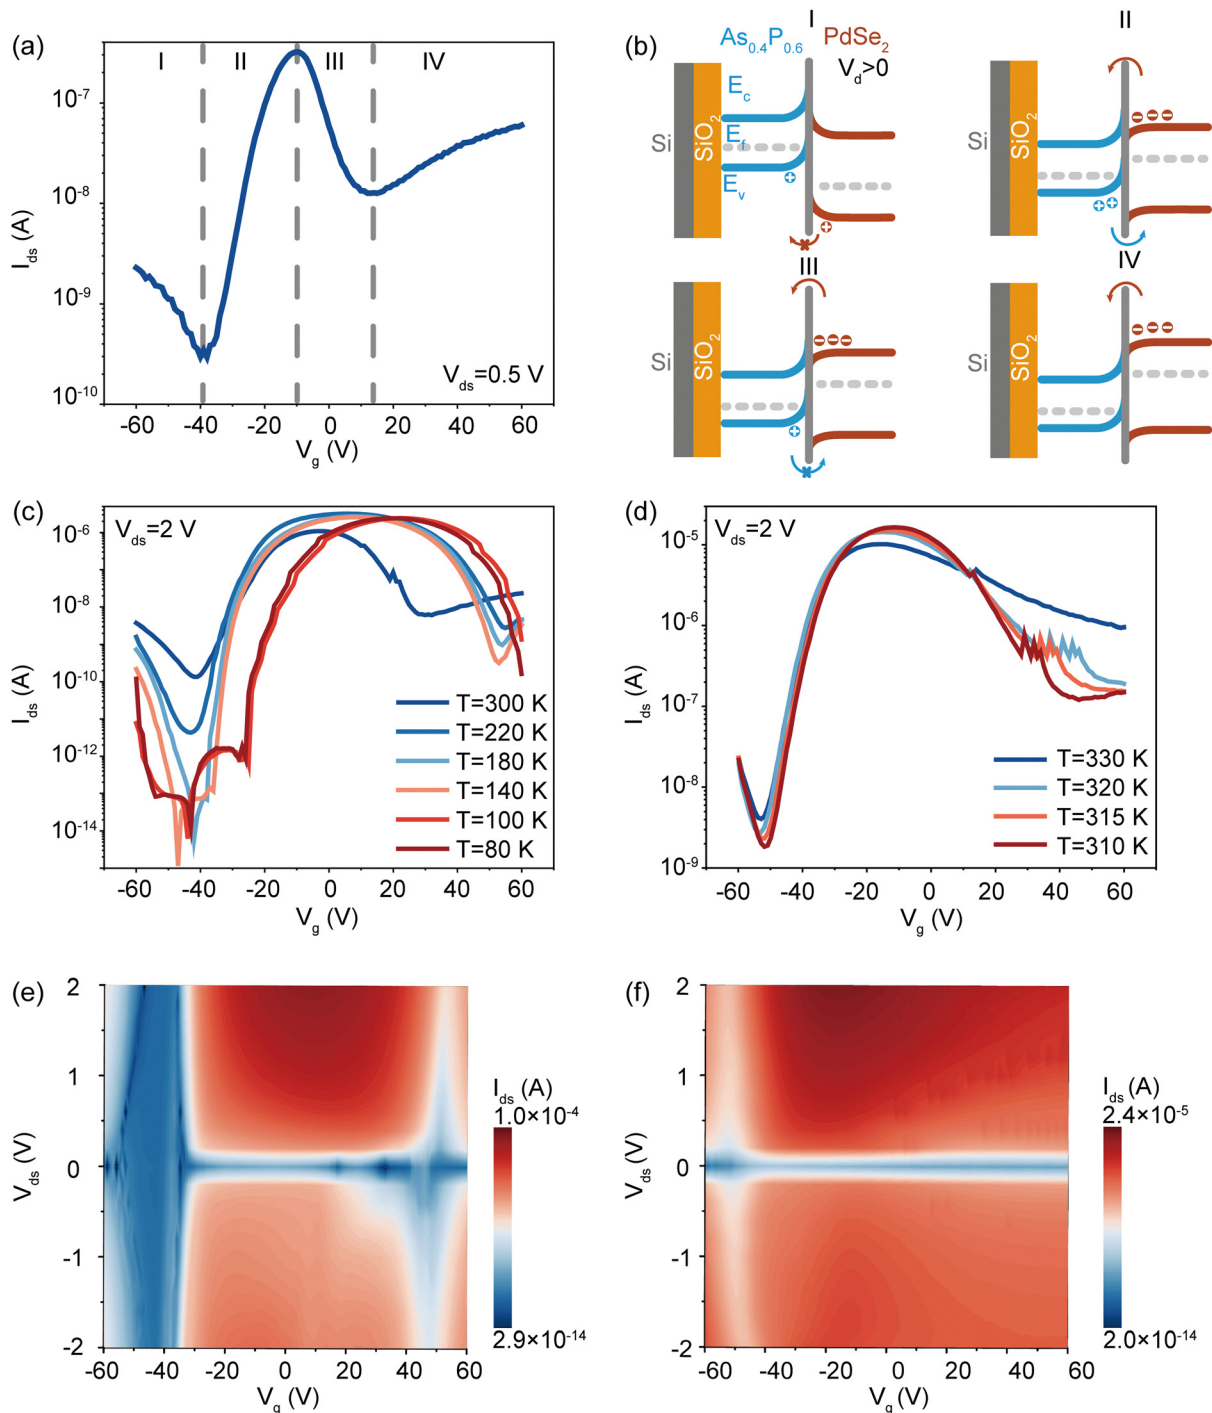 (a)
I II III IV
10⁻⁷
10⁻⁸
10⁻⁹
10⁻¹⁰
I_ds (A)
V_ds=0.5 V
-60 -40 -20 0 20 40 60
V_g (V)
(b)
I
As₀.₄P₀.₆ PdSe₂
V_d>0
E_c
E_f
E_v
Si
SiO₂
II
Si
SiO₂
III
Si
SiO₂
IV
Si
SiO₂
(c)
V_ds=2 V
10⁻⁶
10⁻⁸
10⁻¹⁰
10⁻¹²
10⁻¹⁴
I_ds (A)
T=300 K
T=220 K
T=180 K
T=140 K
T=100 K
T=80 K
-60 -40 -20 0 20 40 60
V_g (V)
(d)
V_ds=2 V
10⁻⁵
10⁻⁶
10⁻⁷
10⁻⁸
10⁻⁹
I_ds (A)
T=330 K
T=320 K
T=315 K
T=310 K
-60 -40 -20 0 20 40 60
V_g (V)
(e)
2
1
0
-1
-2
V_ds (V)
-60 -40 -20 0 20 40 60
V_g (V)
I_ds (A)
1.0×10⁻⁴
2.9×10⁻¹⁴
(f)
2
1
0
-1
-2
V_ds (V)
-60 -40 -20 0 20 40 60
V_g (V)
I_ds (A)
2.4×10⁻⁵
2.0×10⁻¹⁴